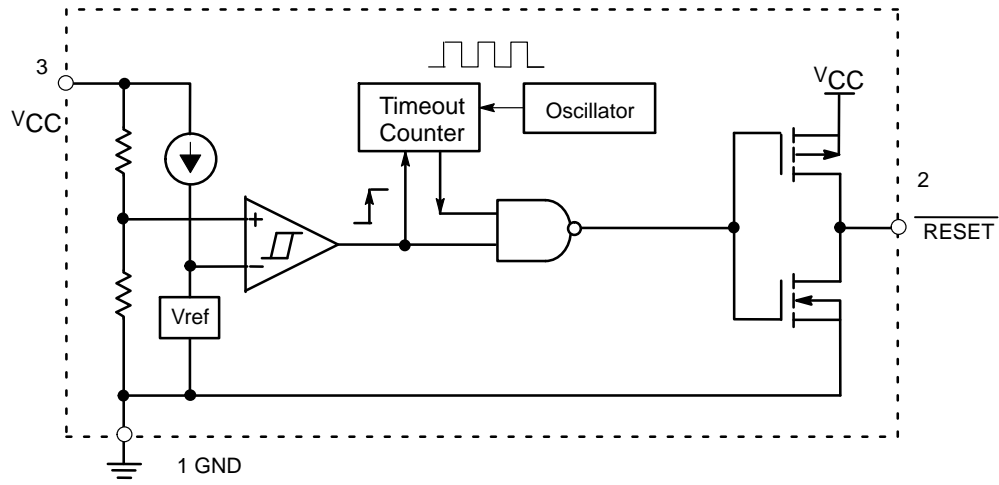 3
VCC
Timeout
Counter
Oscillator
VCC
2
RESET
+
−
Vref
1 GND